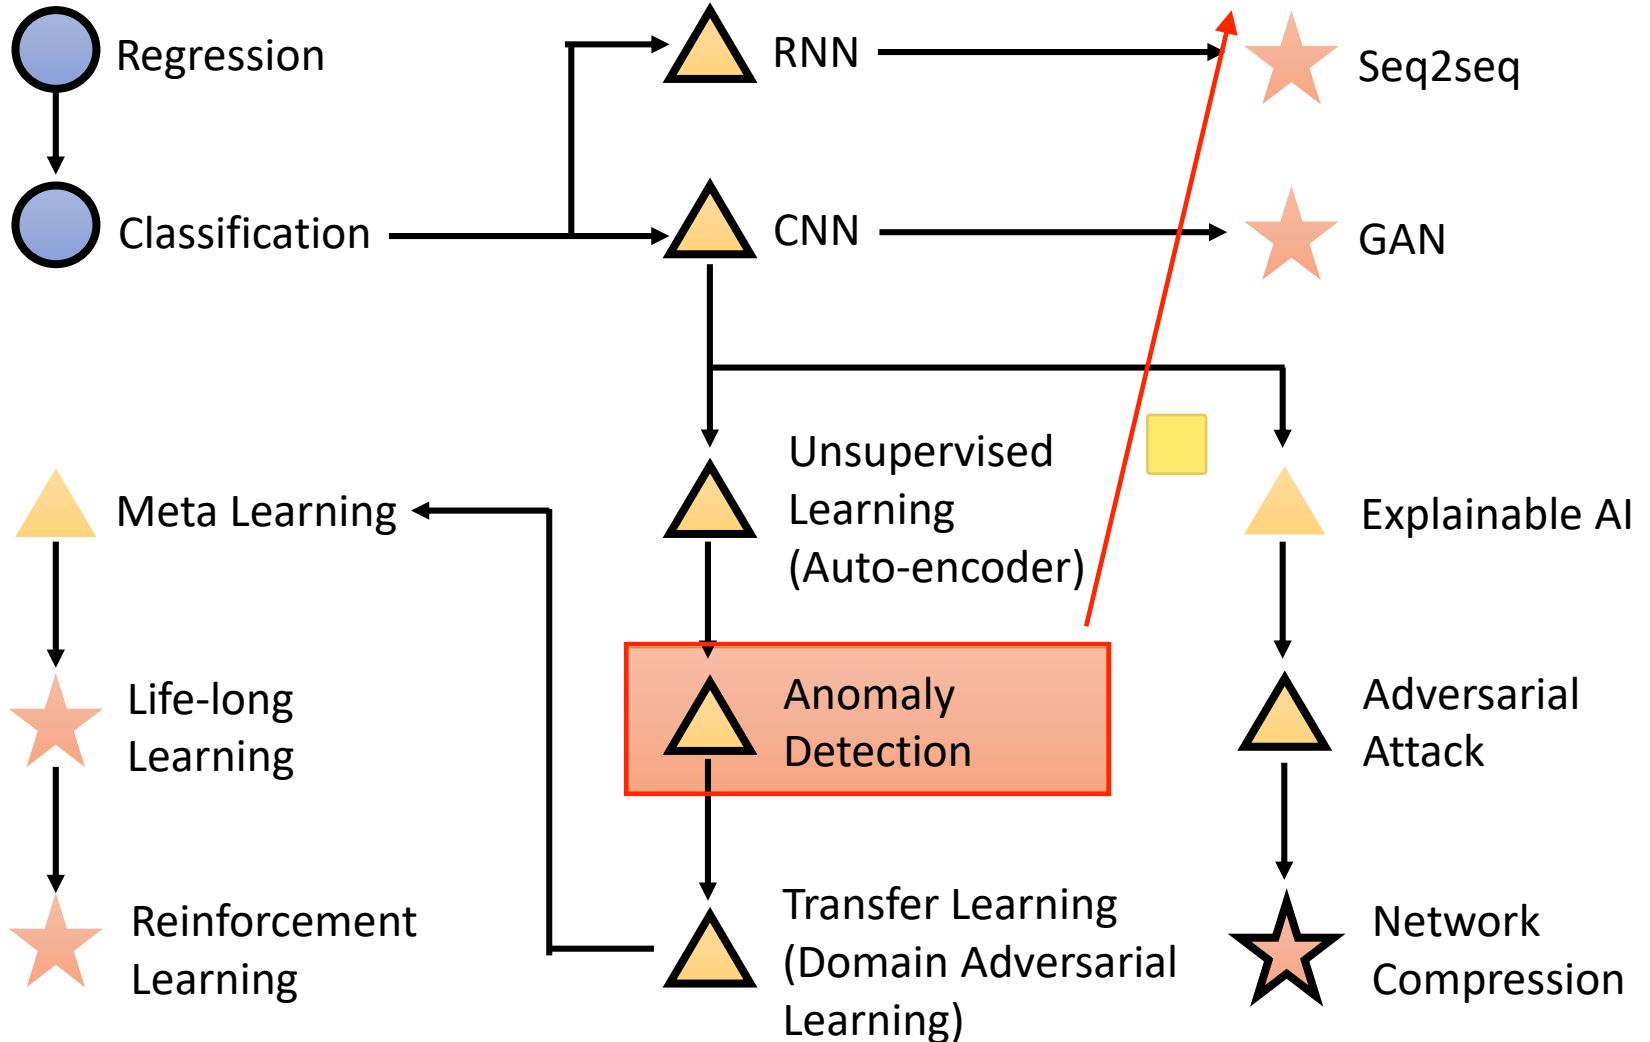 Regression
RNN
Seq2seq
Classification
CNN
GAN
Meta Learning
Unsupervised
Learning
(Auto-encoder)
Explainable AI
Life-long
Learning
Anomaly
Detection
Adversarial
Attack
Reinforcement
Learning
Transfer Learning
(Domain Adversarial
Learning)
Network
Compression